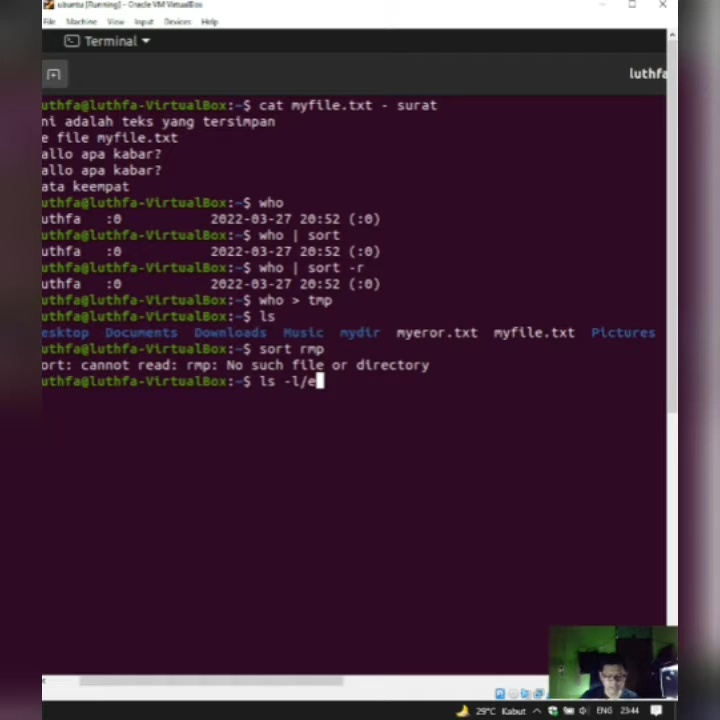 ubuntu [Running] - Oracle VM VirtualBox
File Machine View Input Devices Help
Terminal
luthfa
uthfa@luthfa-VirtualBox:~$ cat myfile.txt - surat
ni adalah teks yang tersimpan
e file myfile.txt
allo apa kabar?
allo apa kabar?
ata keempat
uthfa@luthfa-VirtualBox:~$ who
uthfa :0 2022-03-27 20:52 (:0)
uthfa@luthfa-VirtualBox:~$ who | sort
uthfa :0 2022-03-27 20:52 (:0)
uthfa@luthfa-VirtualBox:~$ who | sort -r
uthfa :0 2022-03-27 20:52 (:0)
uthfa@luthfa-VirtualBox:~$ who > tmp
uthfa@luthfa-VirtualBox:~$ ls
esktop Documents Downloads Music mydir myeror.txt myfile.txt Pictures
uthfa@luthfa-VirtualBox:~$ sort rmp
ort: cannot read: rmp: No such file or directory
uthfa@luthfa-VirtualBox:~$ ls -l/e
29°C Kabut ENG 23:44